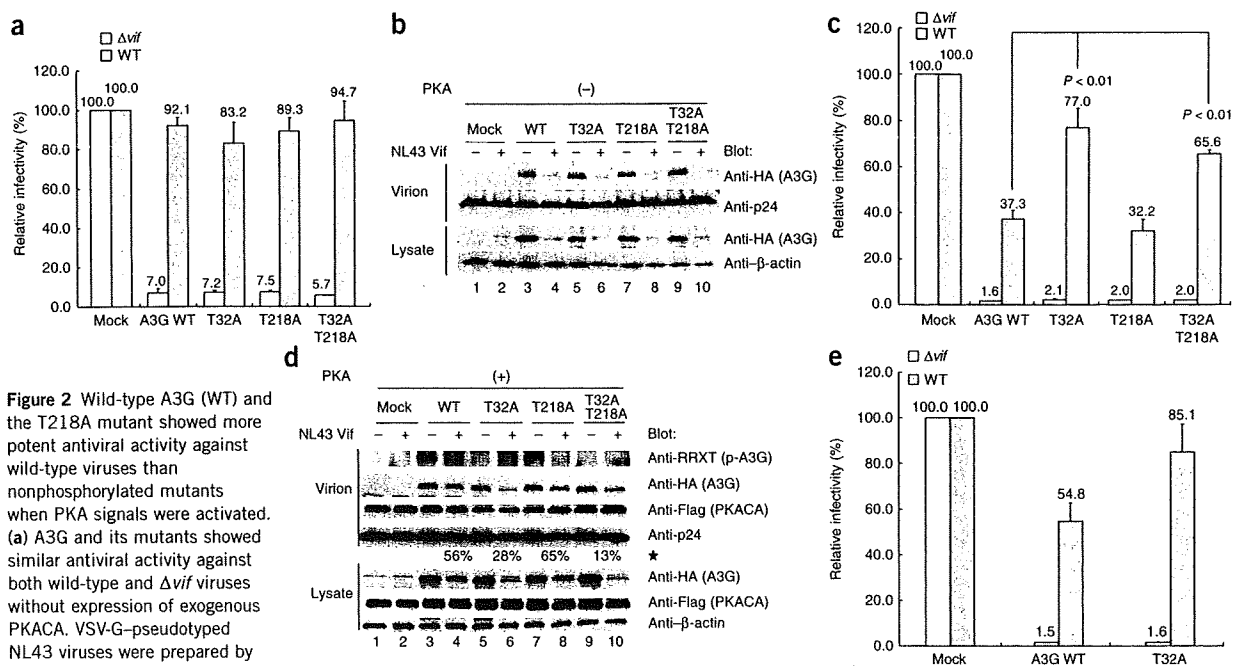 a
Δvif
WT
Relative infectivity (%)
120.0
100.0
80.0
60.0
40.0
20.0
0.0
100.0 100.0
7.0 92.1
7.2 83.2
7.5 89.3
5.7 94.7
Mock A3G WT T32A T218A T32A
T218A
b
PKA (–)
Mock WT T32A T218A T32A
T218A
NL43 Vif – + – + – + – + – + Blot:
Virion
Anti-HA (A3G)
Anti-p24
Lysate
Anti-HA (A3G)
Anti–β-actin
1 2 3 4 5 6 7 8 9 10
c
Δvif
WT
Relative infectivity (%)
120.0
100.0
80.0
60.0
40.0
20.0
0.0
100.0 100.0
1.6 37.3
2.1 77.0
P < 0.01
2.0 32.2
2.0 65.6
P < 0.01
Mock A3G WT T32A T218A T32A
T218A
Figure 2 Wild-type A3G (WT) and
the T218A mutant showed more
potent antiviral activity against
wild-type viruses than
nonphosphorylated mutants
when PKA signals were activated.
(a) A3G and its mutants showed
similar antiviral activity against
both wild-type and Δvif viruses
without expression of exogenous
PKACA. VSV-G–pseudotyped
NL43 viruses were prepared by
d
PKA (+)
Mock WT T32A T218A T32A
T218A
NL43 Vif – + – + – + – + – + Blot:
Virion
Anti-RRXT (p-A3G)
Anti-HA (A3G)
Anti-Flag (PKACA)
Anti-p24
56% 28% 65% 13% ★
Lysate
Anti-HA (A3G)
Anti-Flag (PKACA)
Anti–β-actin
1 2 3 4 5 6 7 8 9 10
e
Δvif
WT
Relative infectivity (%)
120.0
100.0
80.0
60.0
40.0
20.0
0.0
100.0 100.0
1.5 54.8
1.6 85.1
Mock A3G WT T32A